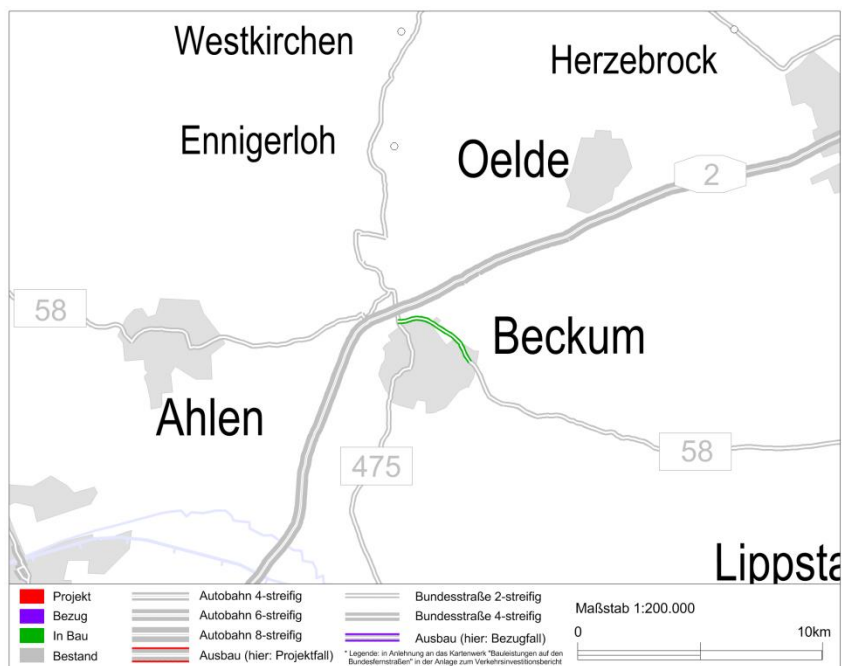 Westkirchen
Herzebrock
Ennigerloh
Oelde
2
58
Beckum
Ahlen
475
58
Lippsta
Projekt
Bezug
In Bau
Bestand
Autobahn 4-streifig
Autobahn 6-streifig
Autobahn 8-streifig
Ausbau (hier: Projektfall)
Bundesstraße 2-streifig
Bundesstraße 4-streifig
Ausbau (hier: Bezugfall)
* Legende: in Anlehnung an das Kartenwerk "Bauleistungen auf den
Bundesfernstraßen" in der Anlage zum Verkehrsinvestitionsbericht
Maßstab 1:200.000
0 10km